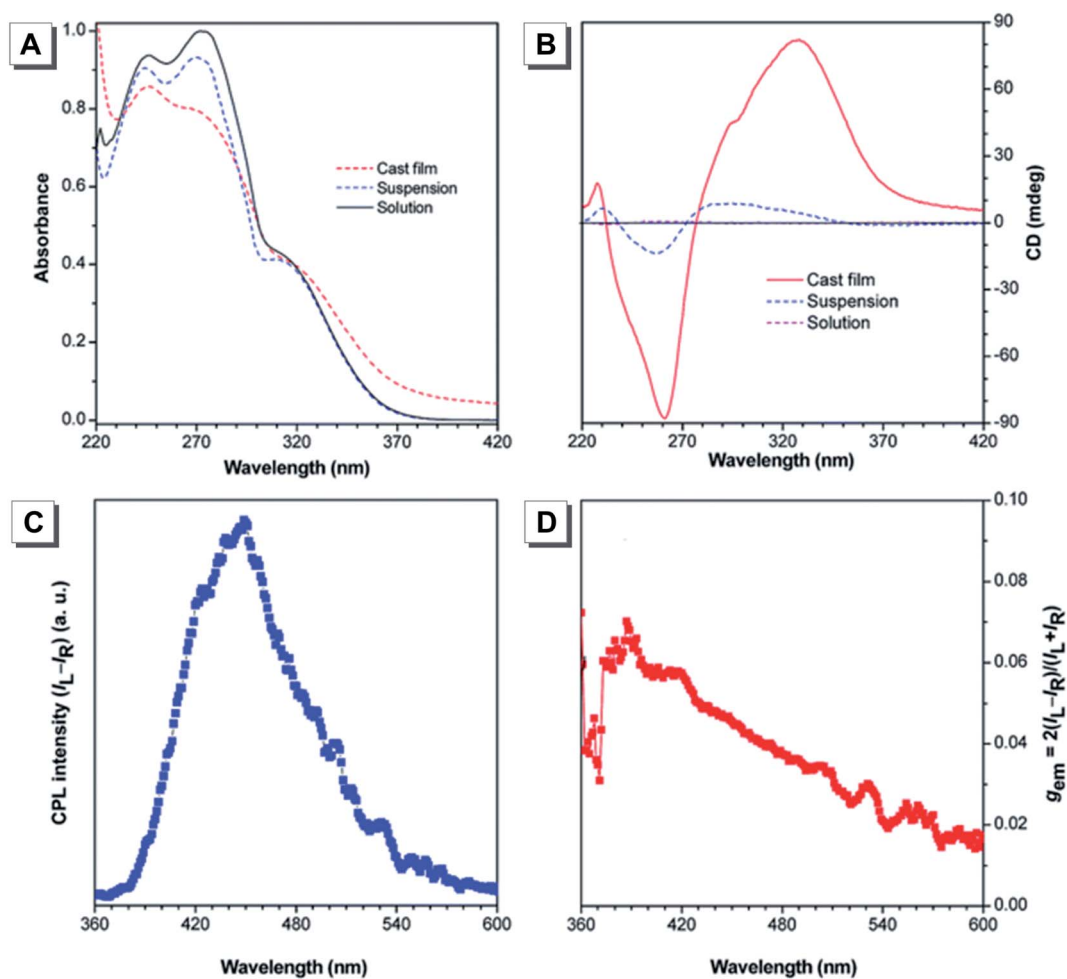 A
1.0
0.8
0.6
0.4
0.2
0.0
Absorbance
Cast film
Suspension
Solution
220 270 320 370 420
Wavelength (nm)
B
90
60
30
0
-30
-60
-90
CD (mdeg)
Cast film
Suspension
Solution
220 270 320 370 420
Wavelength (nm)
C
CPL intensity (IL–IR) (a. u.)
360 420 480 540 600
Wavelength (nm)
D
0.10
0.08
0.06
0.04
0.02
0.00
gem = 2(IL–IR)/(IL+IR)
360 420 480 540 600
Wavelength (nm)